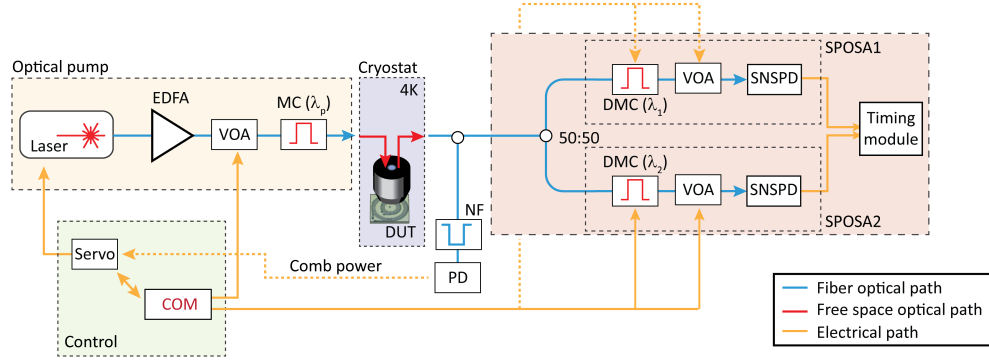 SPOSA1
Optical pump
Cryostat
4K
EDFA
MC (λp)
Laser
VOA
DMC (λ1)
VOA
SNSPD
50:50
Timing
module
DMC (λ2)
VOA
SNSPD
SPOSA2
DUT
NF
PD
Servo
Comb power
COM
Control
Fiber optical path
Free space optical path
Electrical path